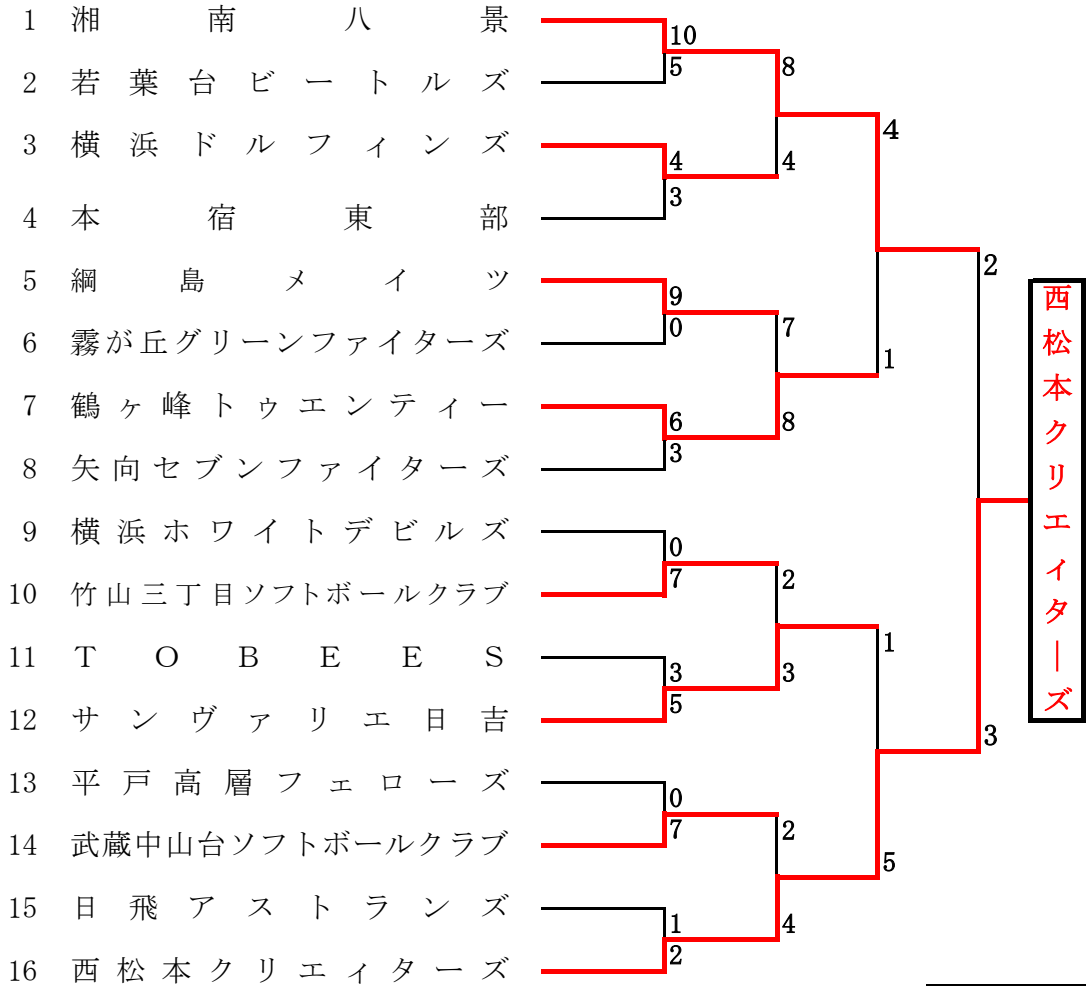 1 湘南八景
2 若葉台ビートルズ
3 横浜ドルフィンズ
4 本宿東部
5 綱島メイツ
6 霧が丘グリーンファイターズ
7 鶴ヶ峰トゥエンティー
8 矢向セブンファイターズ
9 横浜ホワイトデビルズ
10 竹山三丁目ソフトボールクラブ
11 TOBEES
12 サンヴァリエ日吉
13 平戸高層フェローズ
14 武蔵中山台ソフトボールクラブ
15 日飛アストランズ
16 西松本クリエィターズ
10
5
4
3
9
0
6
3
0
7
3
5
0
7
1
2
8
4
7
8
2
3
2
4
4
1
1
5
2
3
西松本クリエィターズ